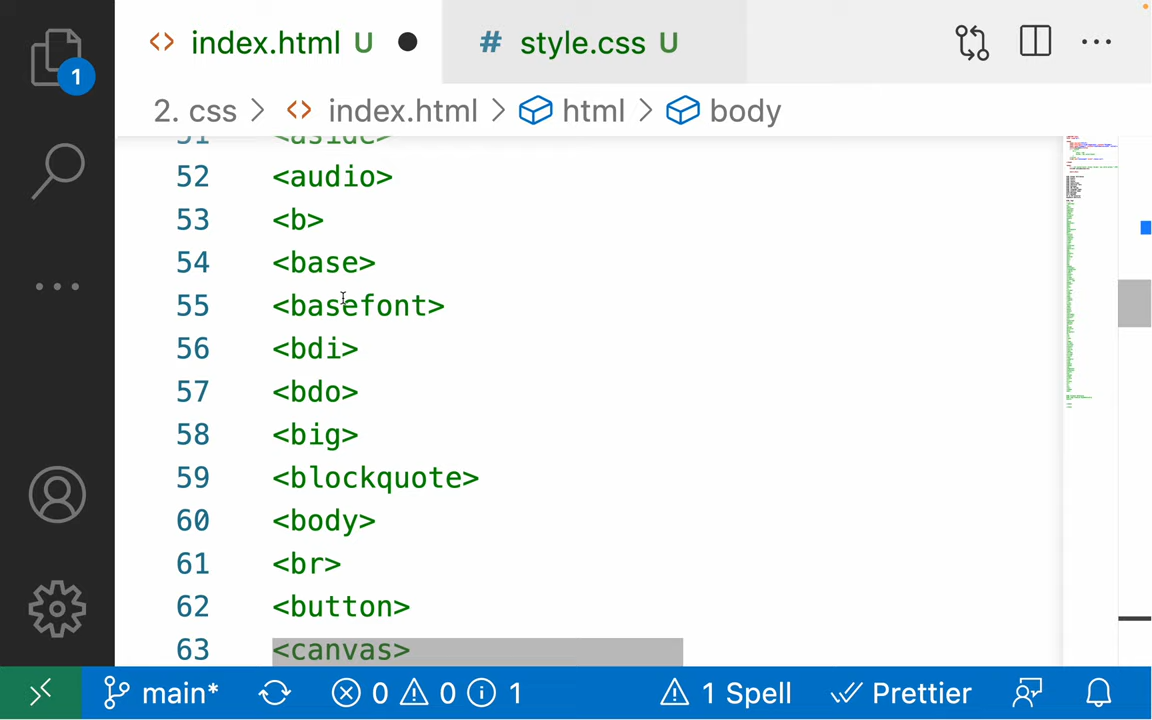 index.html U
# style.css U
1
2. css > index.html > html > body
51 <aside>
52 <audio>
53 <b>
54 <base>
55 <basefont>
56 <bdi>
57 <bdo>
58 <big>
59 <blockquote>
60 <body>
61 <br>
62 <button>
63 <canvas>
main* 0 0 1 1 Spell Prettier